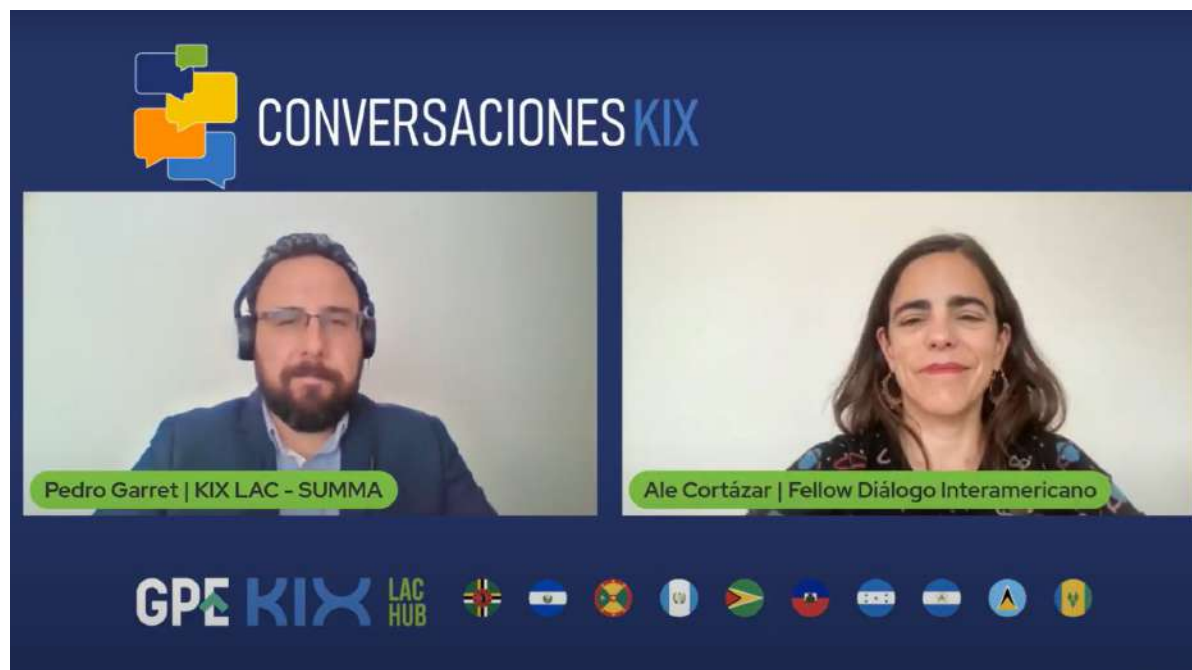 CONVERSACIONES KIX
Pedro Garret | KIX LAC - SUMMA
Ale Cortázar | Fellow Diálogo Interamericano
GPE KIX LAC HUB